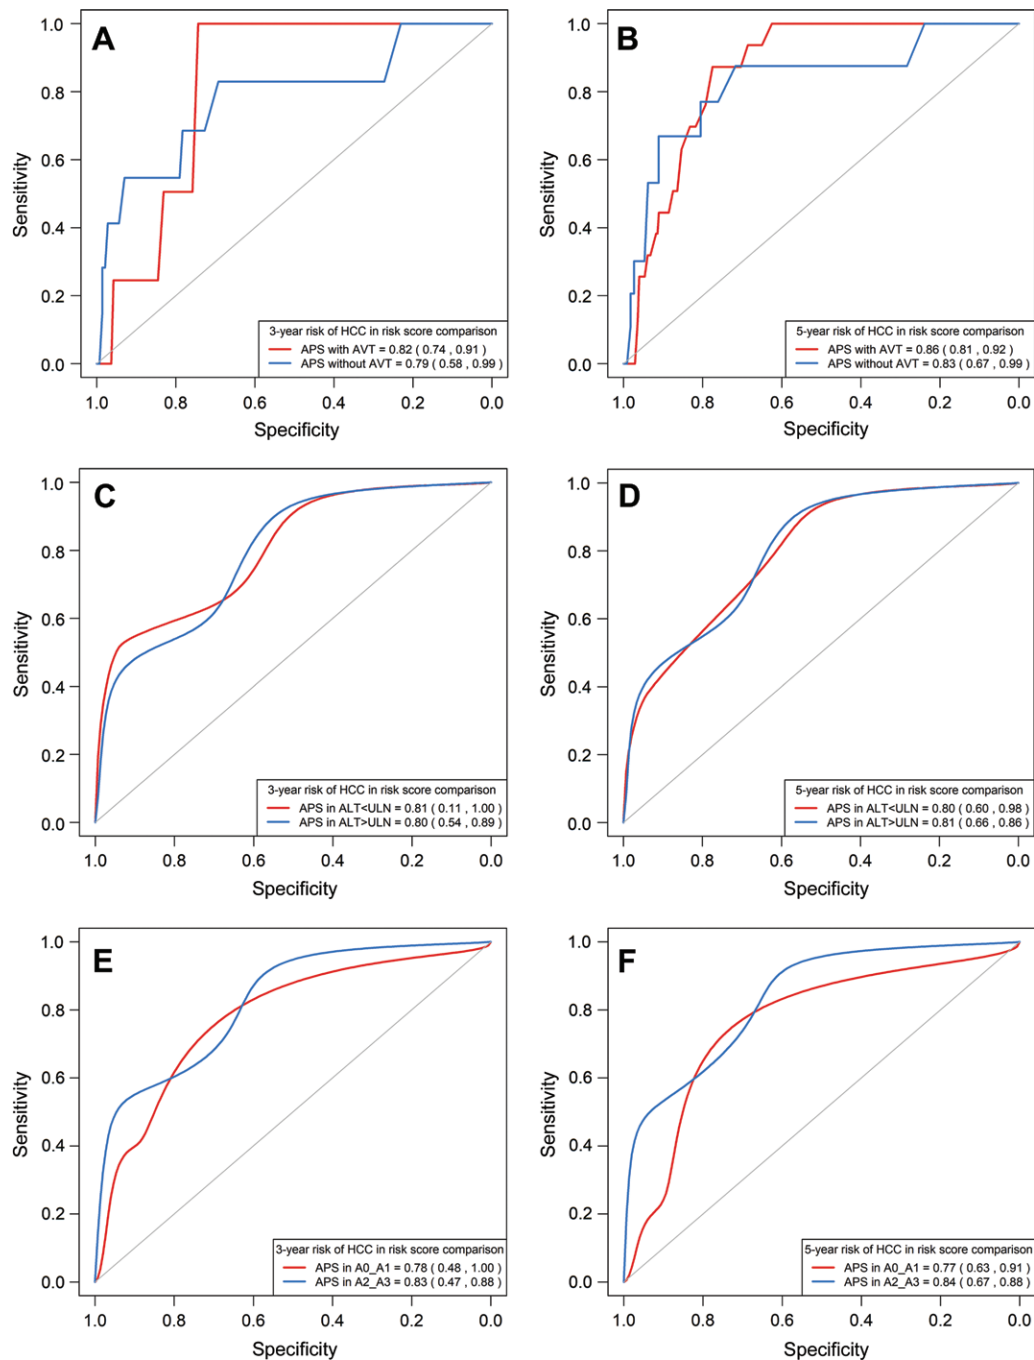 A
1.0
0.8
0.6
0.4
0.2
0.0
Sensitivity
3-year risk of HCC in risk score comparison
APS with AVT = 0.82 ( 0.74 , 0.91 )
APS without AVT = 0.79 ( 0.58 , 0.99 )
1.0 0.8 0.6 0.4 0.2 0.0
Specificity
B
1.0
0.8
0.6
0.4
0.2
0.0
Sensitivity
5-year risk of HCC in risk score comparison
APS with AVT = 0.86 ( 0.81 , 0.92 )
APS without AVT = 0.83 ( 0.67 , 0.99 )
1.0 0.8 0.6 0.4 0.2 0.0
Specificity
C
1.0
0.8
0.6
0.4
0.2
0.0
Sensitivity
3-year risk of HCC in risk score comparison
APS in ALT<ULN = 0.81 ( 0.11 , 1.00 )
APS in ALT>ULN = 0.80 ( 0.54 , 0.89 )
1.0 0.8 0.6 0.4 0.2 0.0
Specificity
D
1.0
0.8
0.6
0.4
0.2
0.0
Sensitivity
5-year risk of HCC in risk score comparison
APS in ALT<ULN = 0.80 ( 0.60 , 0.98 )
APS in ALT>ULN = 0.81 ( 0.66 , 0.86 )
1.0 0.8 0.6 0.4 0.2 0.0
Specificity
E
1.0
0.8
0.6
0.4
0.2
0.0
Sensitivity
3-year risk of HCC in risk score comparison
APS in A0_A1 = 0.78 ( 0.48 , 1.00 )
APS in A2_A3 = 0.83 ( 0.47 , 0.88 )
1.0 0.8 0.6 0.4 0.2 0.0
Specificity
F
1.0
0.8
0.6
0.4
0.2
0.0
Sensitivity
5-year risk of HCC in risk score comparison
APS in A0_A1 = 0.77 ( 0.63 , 0.91 )
APS in A2_A3 = 0.84 ( 0.67 , 0.88 )
1.0 0.8 0.6 0.4 0.2 0.0
Specificity